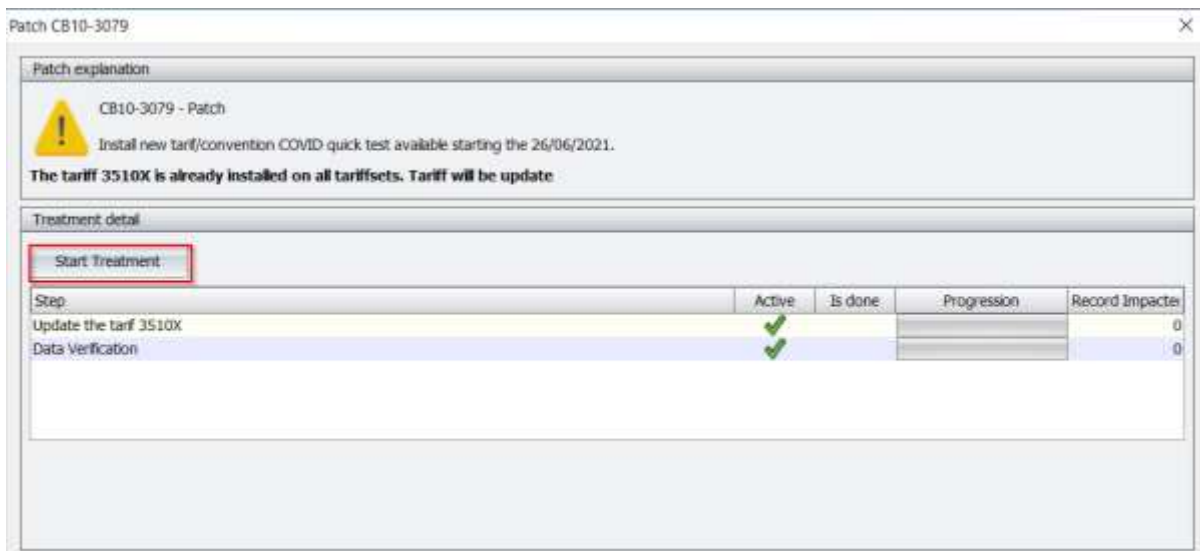 Patch CB10-3079
Patch explanation
CB10-3079 - Patch
Install new tarif/convention COVID quick test available starting the 26/06/2021.
The tariff 3510X is already installed on all tariffsets. Tariff will be update
Treatment detail
Start Treatment
Step Active Is done Progression Record Impacter
Update the tarif 3510X 0
Data Verification 0